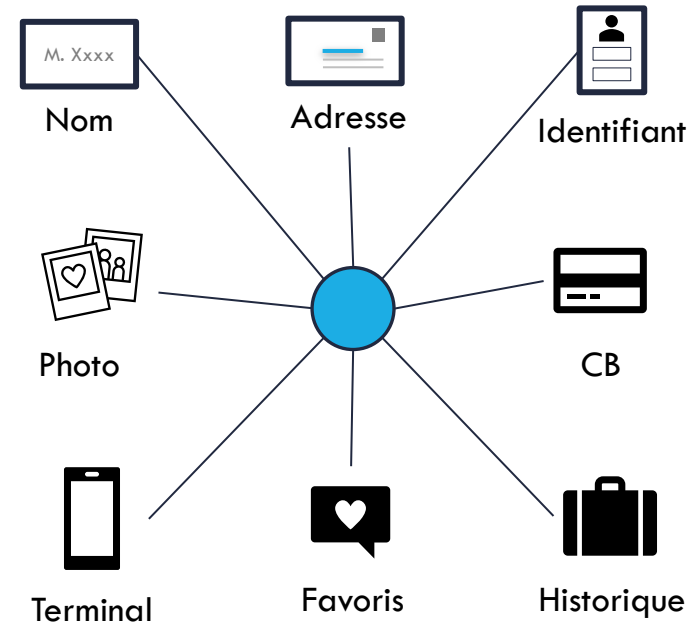 M. Xxxx
Nom
Adresse
Identifiant
Photo
CB
Terminal
Favoris
Historique